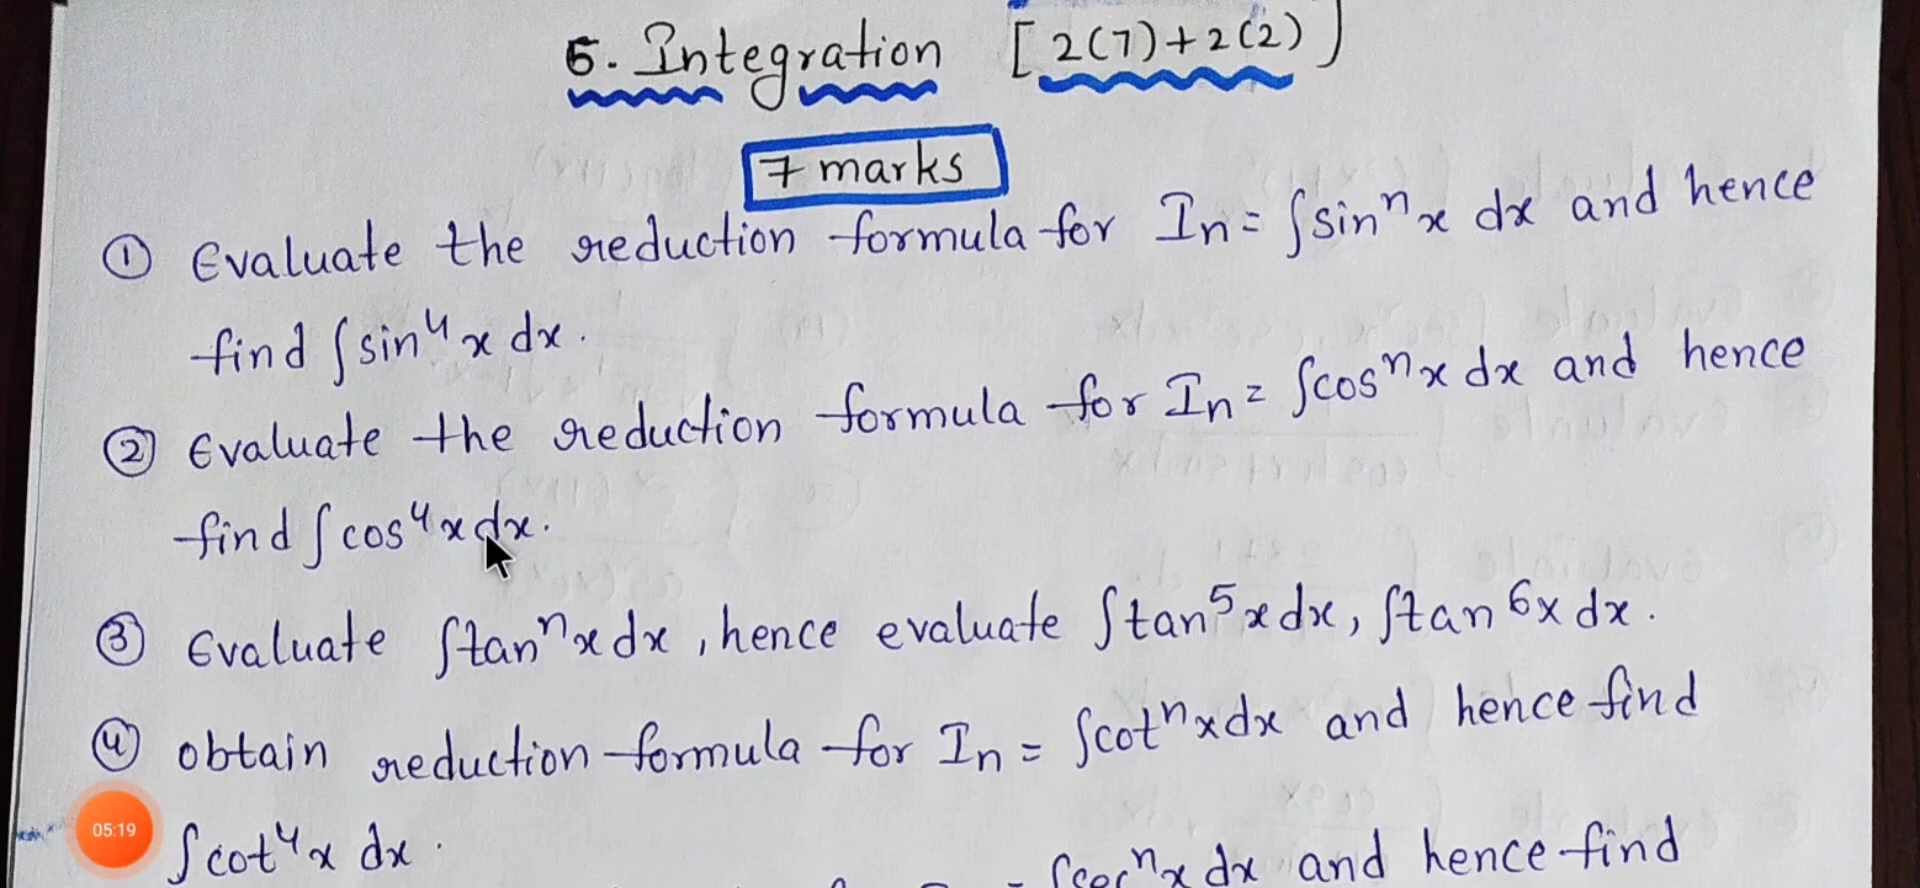 5. Integration [2(7)+2(2)]
7 marks
① Evaluate the reduction formula for In = ∫sinⁿx dx and hence
find ∫sin⁴x dx.
② Evaluate the reduction formula for In = ∫cosⁿx dx and hence
find ∫cos⁴x dx.
③ Evaluate ∫tanⁿx dx, hence evaluate ∫tan⁵x dx, ∫tan⁶x dx.
④ obtain reduction formula for In = ∫cotⁿx dx and hence find
∫cot⁴x dx.
dx and hence find
05:19